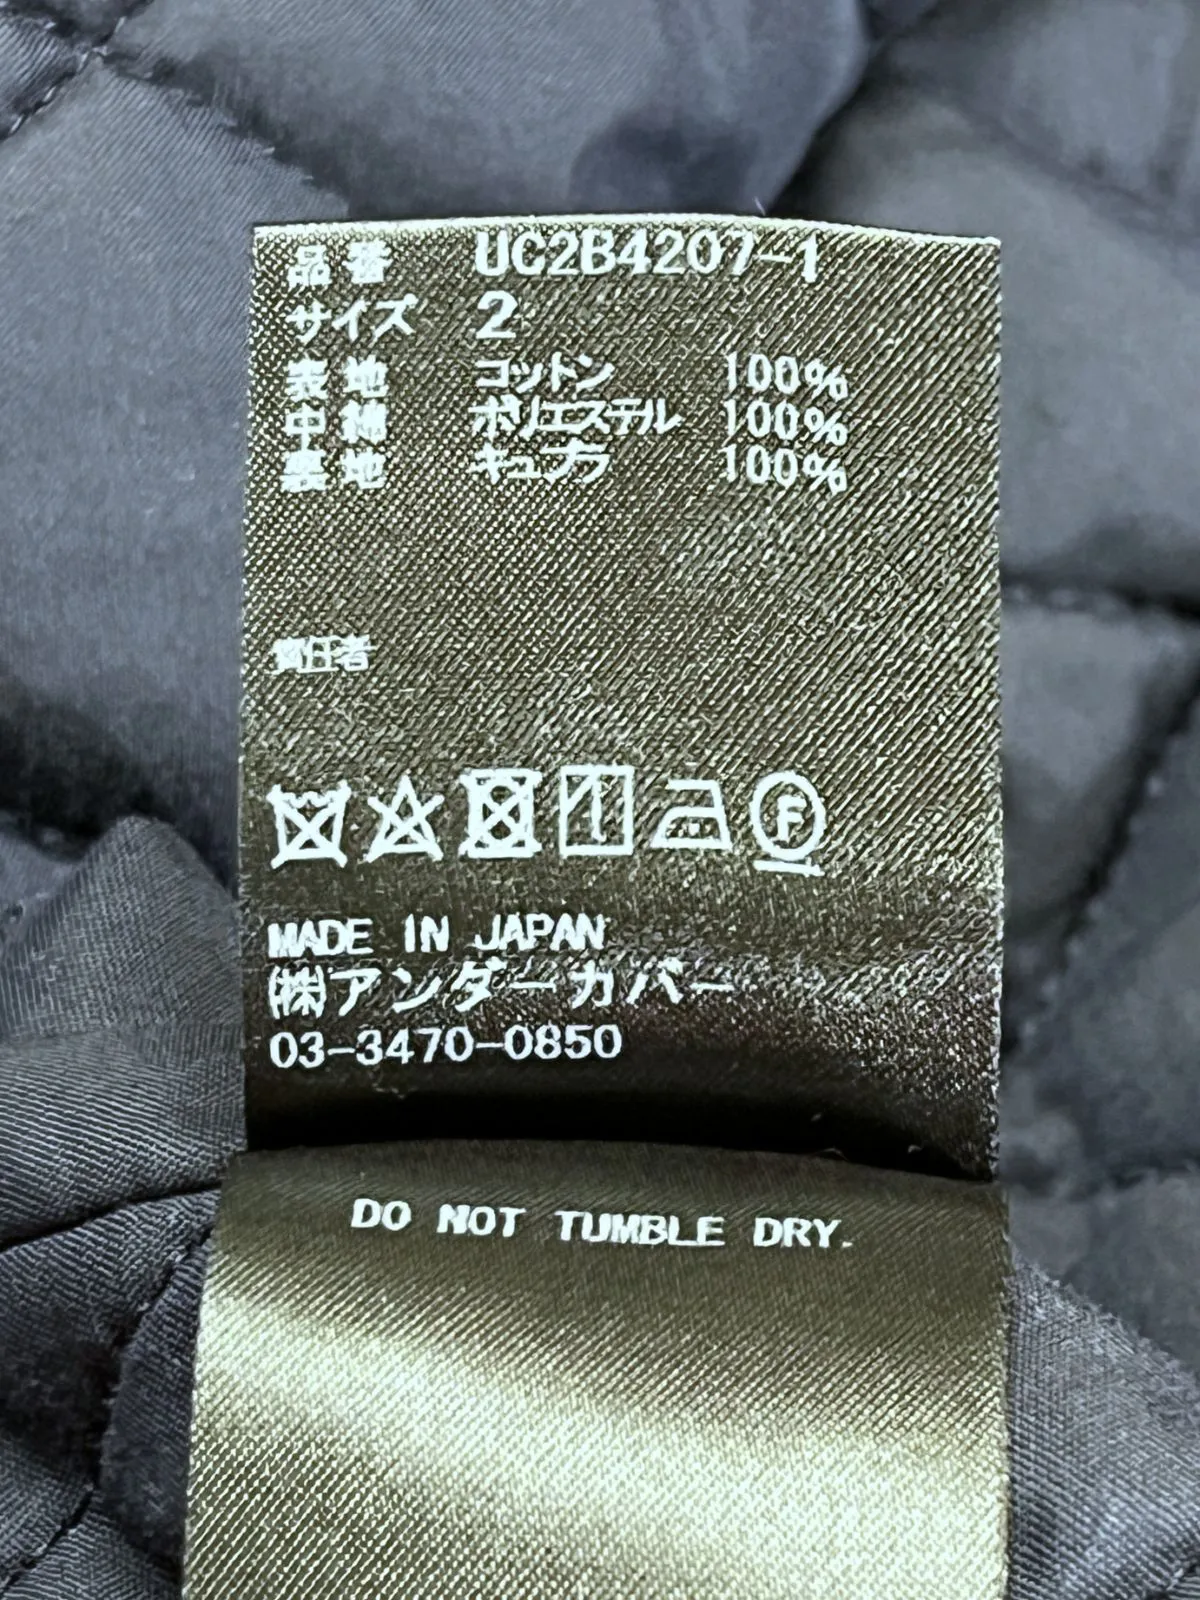 品番 UC2B4207-1
サイズ 2
表地 コットン 100%
中綿 ポリエステル 100%
裏地 キュプラ 100%
責任者
F
MADE IN JAPAN
(株)アンダーカバー
03-3470-0850
DO NOT TUMBLE DRY.